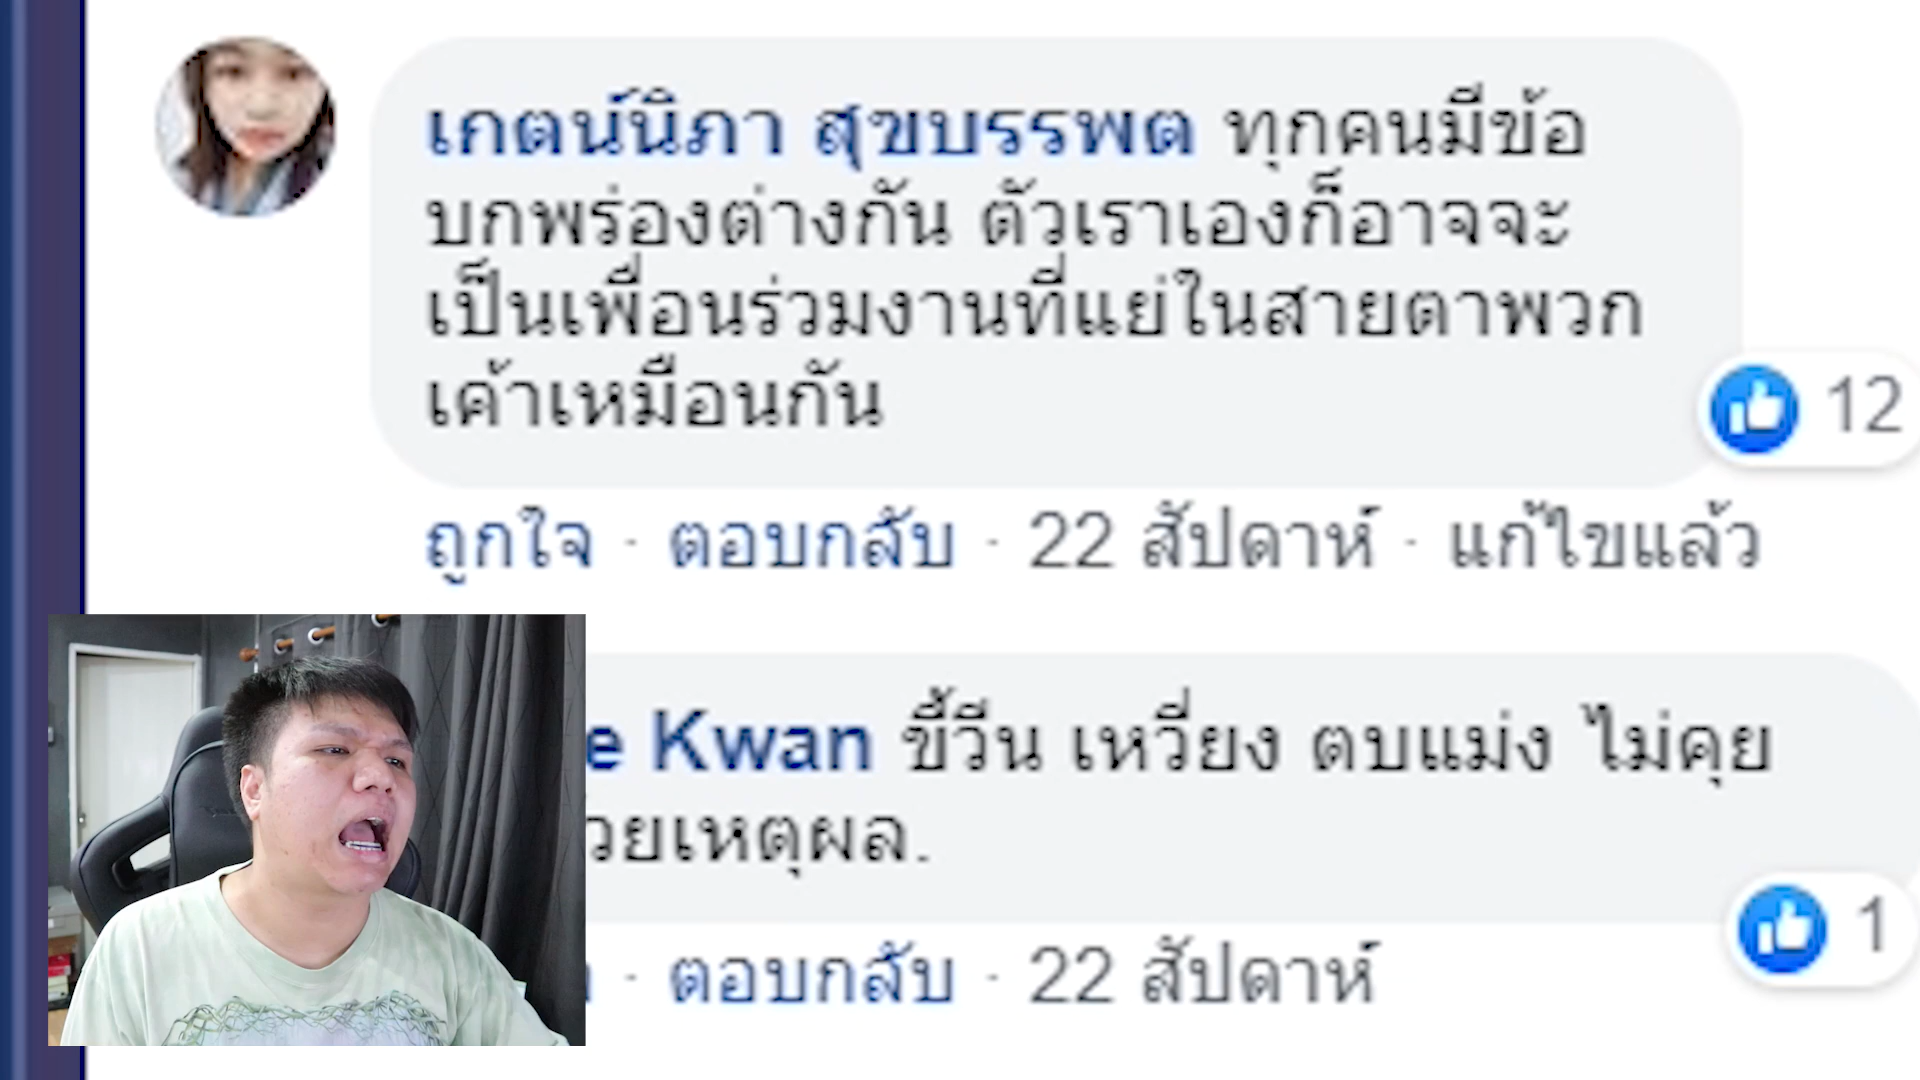 เกตน์นิภา สุขบรรพต ทุกคนมีข้อ
บกพร่องต่างกัน ตัวเราเองก็อาจจะ
เป็นเพื่อนร่วมงานที่แย่ในสายตาพวก
เค้าเหมือนกัน
12
ถูกใจ · ตอบกลับ · 22 สัปดาห์ · แก้ไขแล้ว
Kwan ขี้วีน เหวี่ยง ตบแม่ง ไม่คุย
วยเหตุผล.
1
· ตอบกลับ · 22 สัปดาห์